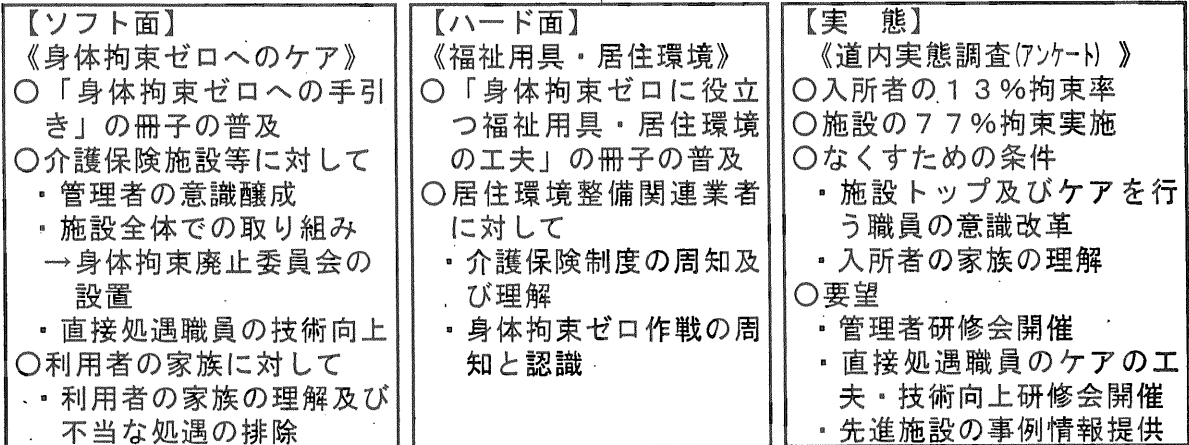 【ソフト面】
《身体拘束ゼロへのケア》
○「身体拘束ゼロへの手引
き」の冊子の普及
○介護保険施設等に対して
・管理者の意識醸成
・施設全体での取り組み
→身体拘束廃止委員会の
設置
・直接処遇職員の技術向上
○利用者の家族に対して
・利用者の家族の理解及び
不当な処遇の排除
【ハード面】
《福祉用具・居住環境》
○「身体拘束ゼロに役立
つ福祉用具・居住環境
の工夫」の冊子の普及
○居住環境整備関連業者
に対して
・介護保険制度の周知及
び理解
・身体拘束ゼロ作戦の周
知と認識
【実　態】
《道内実態調査(アンケート)》
○入所者の13%拘束率
○施設の77%拘束実施
○なくすための条件
・施設トップ及びケアを行
う職員の意識改革
・入所者の家族の理解
○要望
・管理者研修会開催
・直接処遇職員のケアの工
夫・技術向上研修会開催
・先進施設の事例情報提供